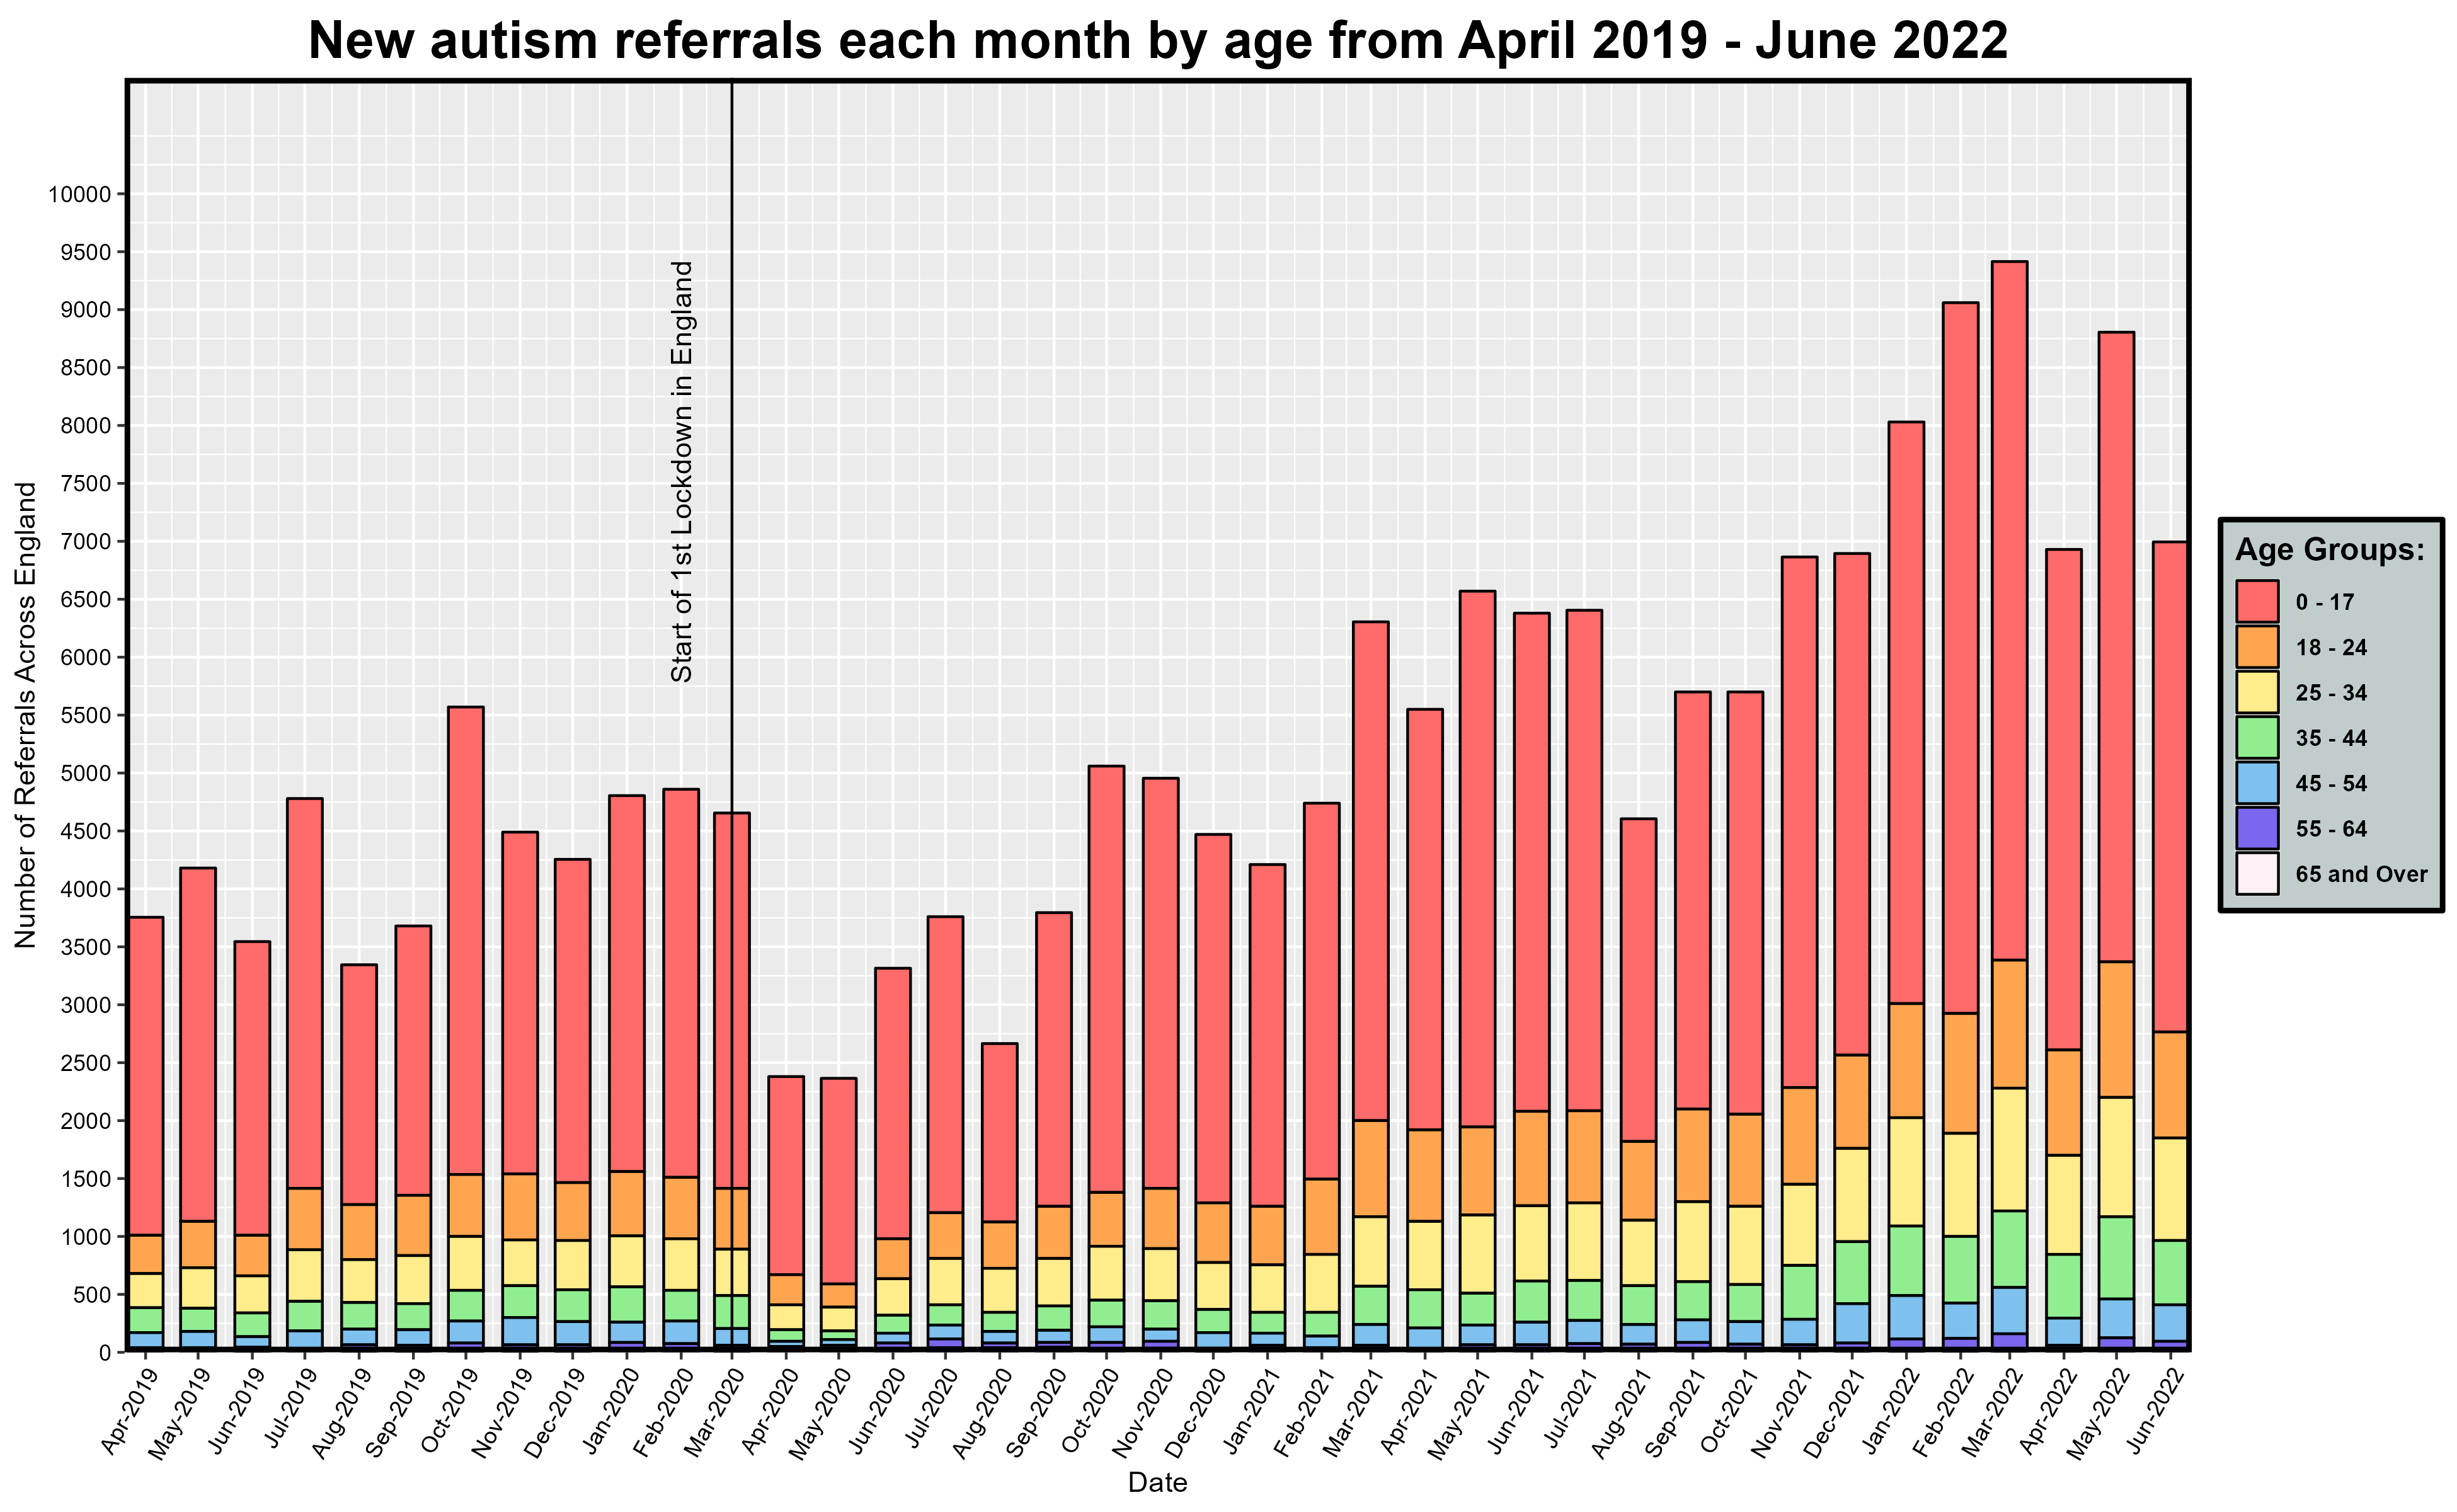 New autism referrals each month by age from April 2019 - June 2022
Number of Referrals Across England
10000
9500
9000
8500
8000
7500
7000
6500
6000
5500
5000
4500
4000
3500
3000
2500
2000
1500
1000
500
0
Start of 1st Lockdown in England
Apr-2019
May-2019
Jun-2019
Jul-2019
Aug-2019
Sep-2019
Oct-2019
Nov-2019
Dec-2019
Jan-2020
Feb-2020
Mar-2020
Apr-2020
May-2020
Jun-2020
Jul-2020
Aug-2020
Sep-2020
Oct-2020
Nov-2020
Dec-2020
Jan-2021
Feb-2021
Mar-2021
Apr-2021
May-2021
Jun-2021
Jul-2021
Aug-2021
Sep-2021
Oct-2021
Nov-2021
Dec-2021
Jan-2022
Feb-2022
Mar-2022
Apr-2022
May-2022
Jun-2022
Date
Age Groups:
0 - 17
18 - 24
25 - 34
35 - 44
45 - 54
55 - 64
65 and Over